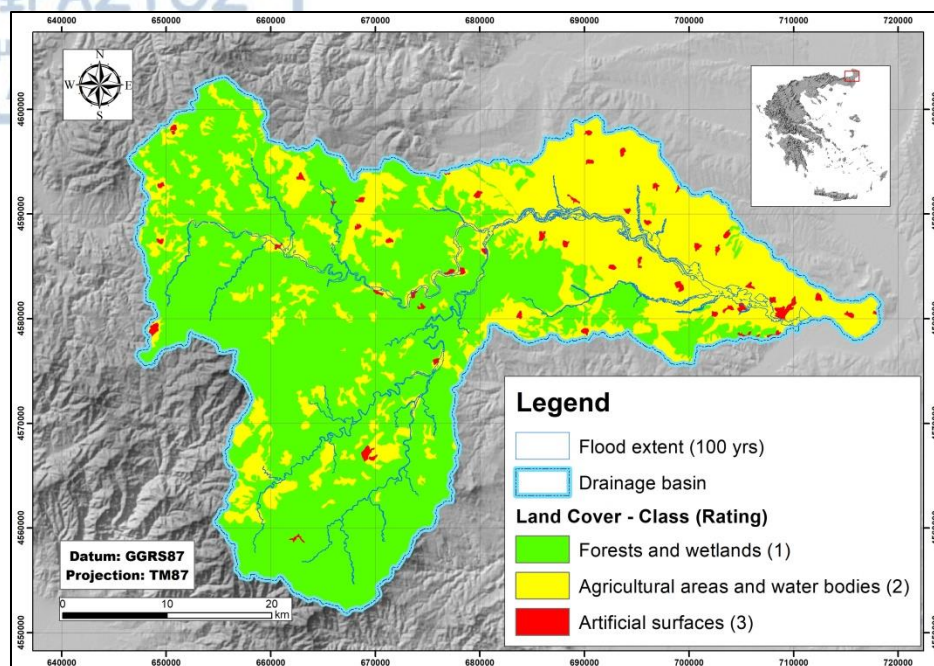 640000 650000 660000 670000 680000 690000 700000 710000 720000
N
W E
S
4600000
4590000
4580000
4570000
4560000
4550000
Legend
Flood extent (100 yrs)
Drainage basin
Land Cover - Class (Rating)
Forests and wetlands (1)
Agricultural areas and water bodies (2)
Artificial surfaces (3)
Datum: GGRS87
Projection: TM87
0 10 20
km
640000 650000 660000 670000 680000 690000 700000 710000 720000